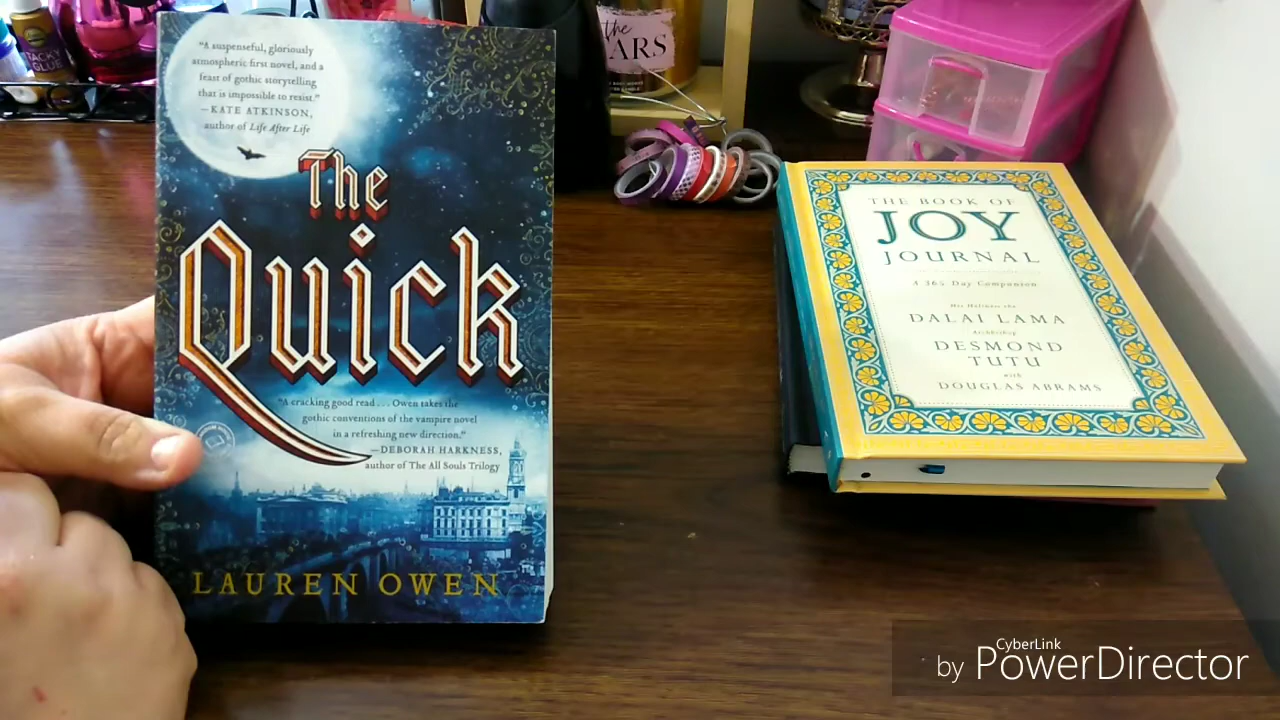 "A suspenseful, gloriously
atmospheric first novel, and a
feast of gothic storytelling
that is impossible to resist."
—KATE ATKINSON,
author of Life After Life
The
Quick
"A cracking good read . . . Owen takes the
gothic conventions of the vampire novel
in a refreshing new direction."
—DEBORAH HARKNESS,
author of The All Souls Trilogy
LAUREN OWEN
the
ARS
THE BOOK OF
JOY
JOURNAL
A 365 Day Companion
His Holiness the
DALAI LAMA
Archbishop
DESMOND
TUTU
with
DOUGLAS ABRAMS
CyberLink
by PowerDirector